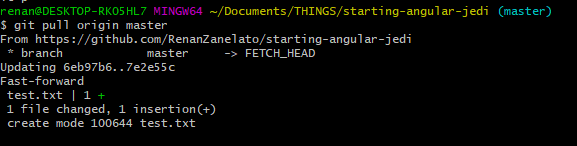 renan@DESKTOP-RKO5HL7 MINGW64 ~/Documents/THINGS/starting-angular-jedi (master)
$ git pull origin master
From https://github.com/RenanZanelato/starting-angular-jedi
 * branch            master     -> FETCH_HEAD
Updating 6eb97b6..7e2e55c
Fast-forward
 test.txt | 1 +
 1 file changed, 1 insertion(+)
 create mode 100644 test.txt